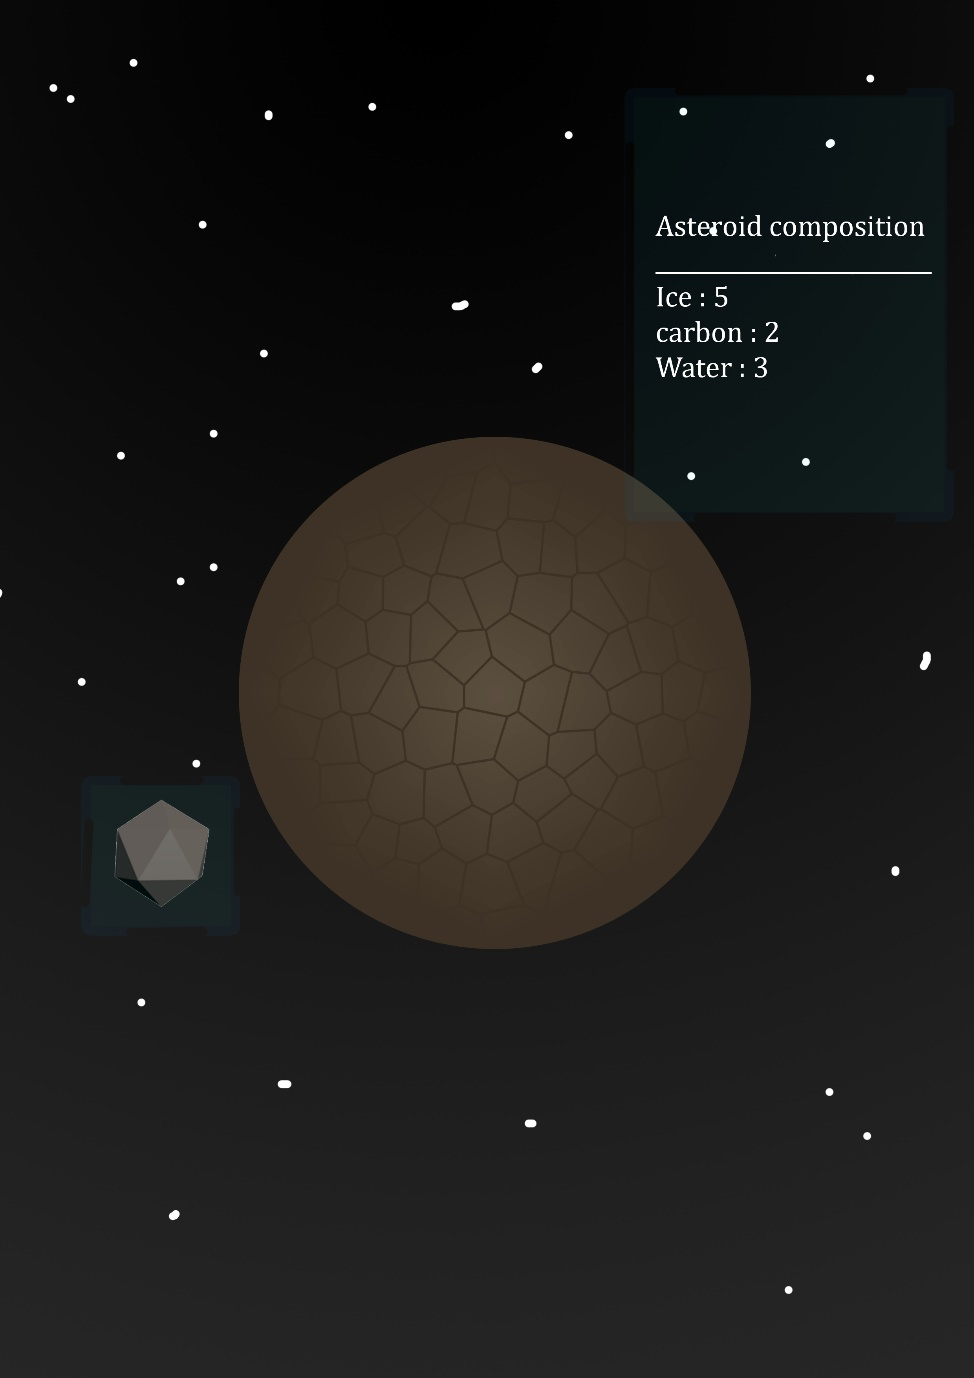 Asteroid composition
Ice : 5
carbon : 2
Water : 3